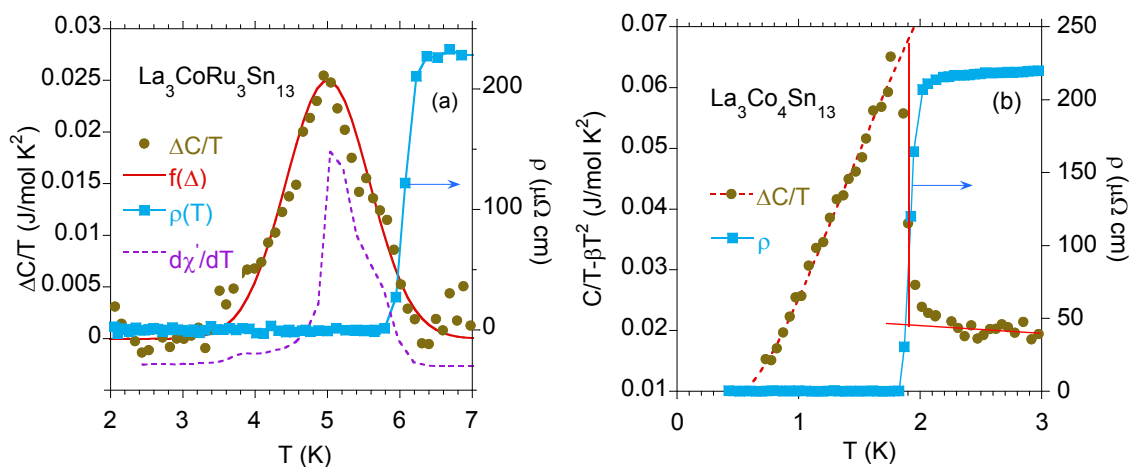 0.03
0.025
0.02
0.015
0.01
0.005
0
ΔC/T (J/mol K²)
La₃CoRu₃Sn₁₃
(a)
ΔC/T
f(Δ)
ρ(T)
dχ'/dT
200
100
0
ρ (μΩ cm)
2 3 4 5 6 7
T (K)
0.07
0.06
0.05
0.04
0.03
0.02
0.01
C/T-βT² (J/mol K²)
La₃Co₄Sn₁₃
(b)
ΔC/T
ρ
250
200
150
100
50
0
ρ (μΩ cm)
0 1 2 3
T (K)